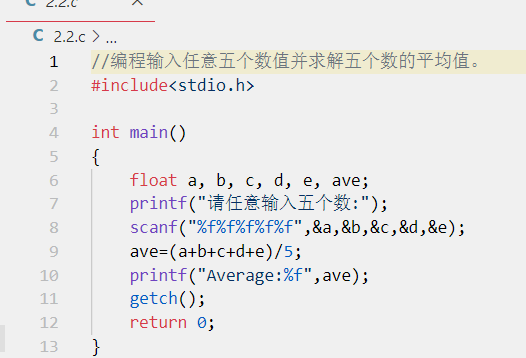 2.2.c
C 2.2.c > ...
1 //编程输入任意五个数值并求解五个数的平均值。
2 #include<stdio.h>
3
4 int main()
5 {
6 float a, b, c, d, e, ave;
7 printf("请任意输入五个数:");
8 scanf("%f%f%f%f%f",&a,&b,&c,&d,&e);
9 ave=(a+b+c+d+e)/5;
10 printf("Average:%f",ave);
11 getch();
12 return 0;
13 }